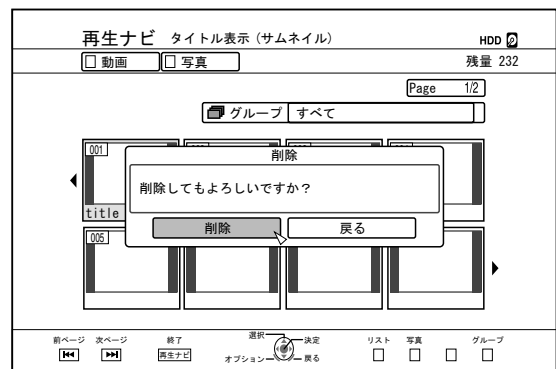 再生ナビ タイトル表示(サムネイル) HDD
動画 写真 残量 232
Page 1/2
グループ すべて
001
削除
削除してもよろしいですか?
title
削除 戻る
005
前ページ 次ページ 終了 選択 決定 リスト 写真 グループ
再生ナビ オプション 戻る